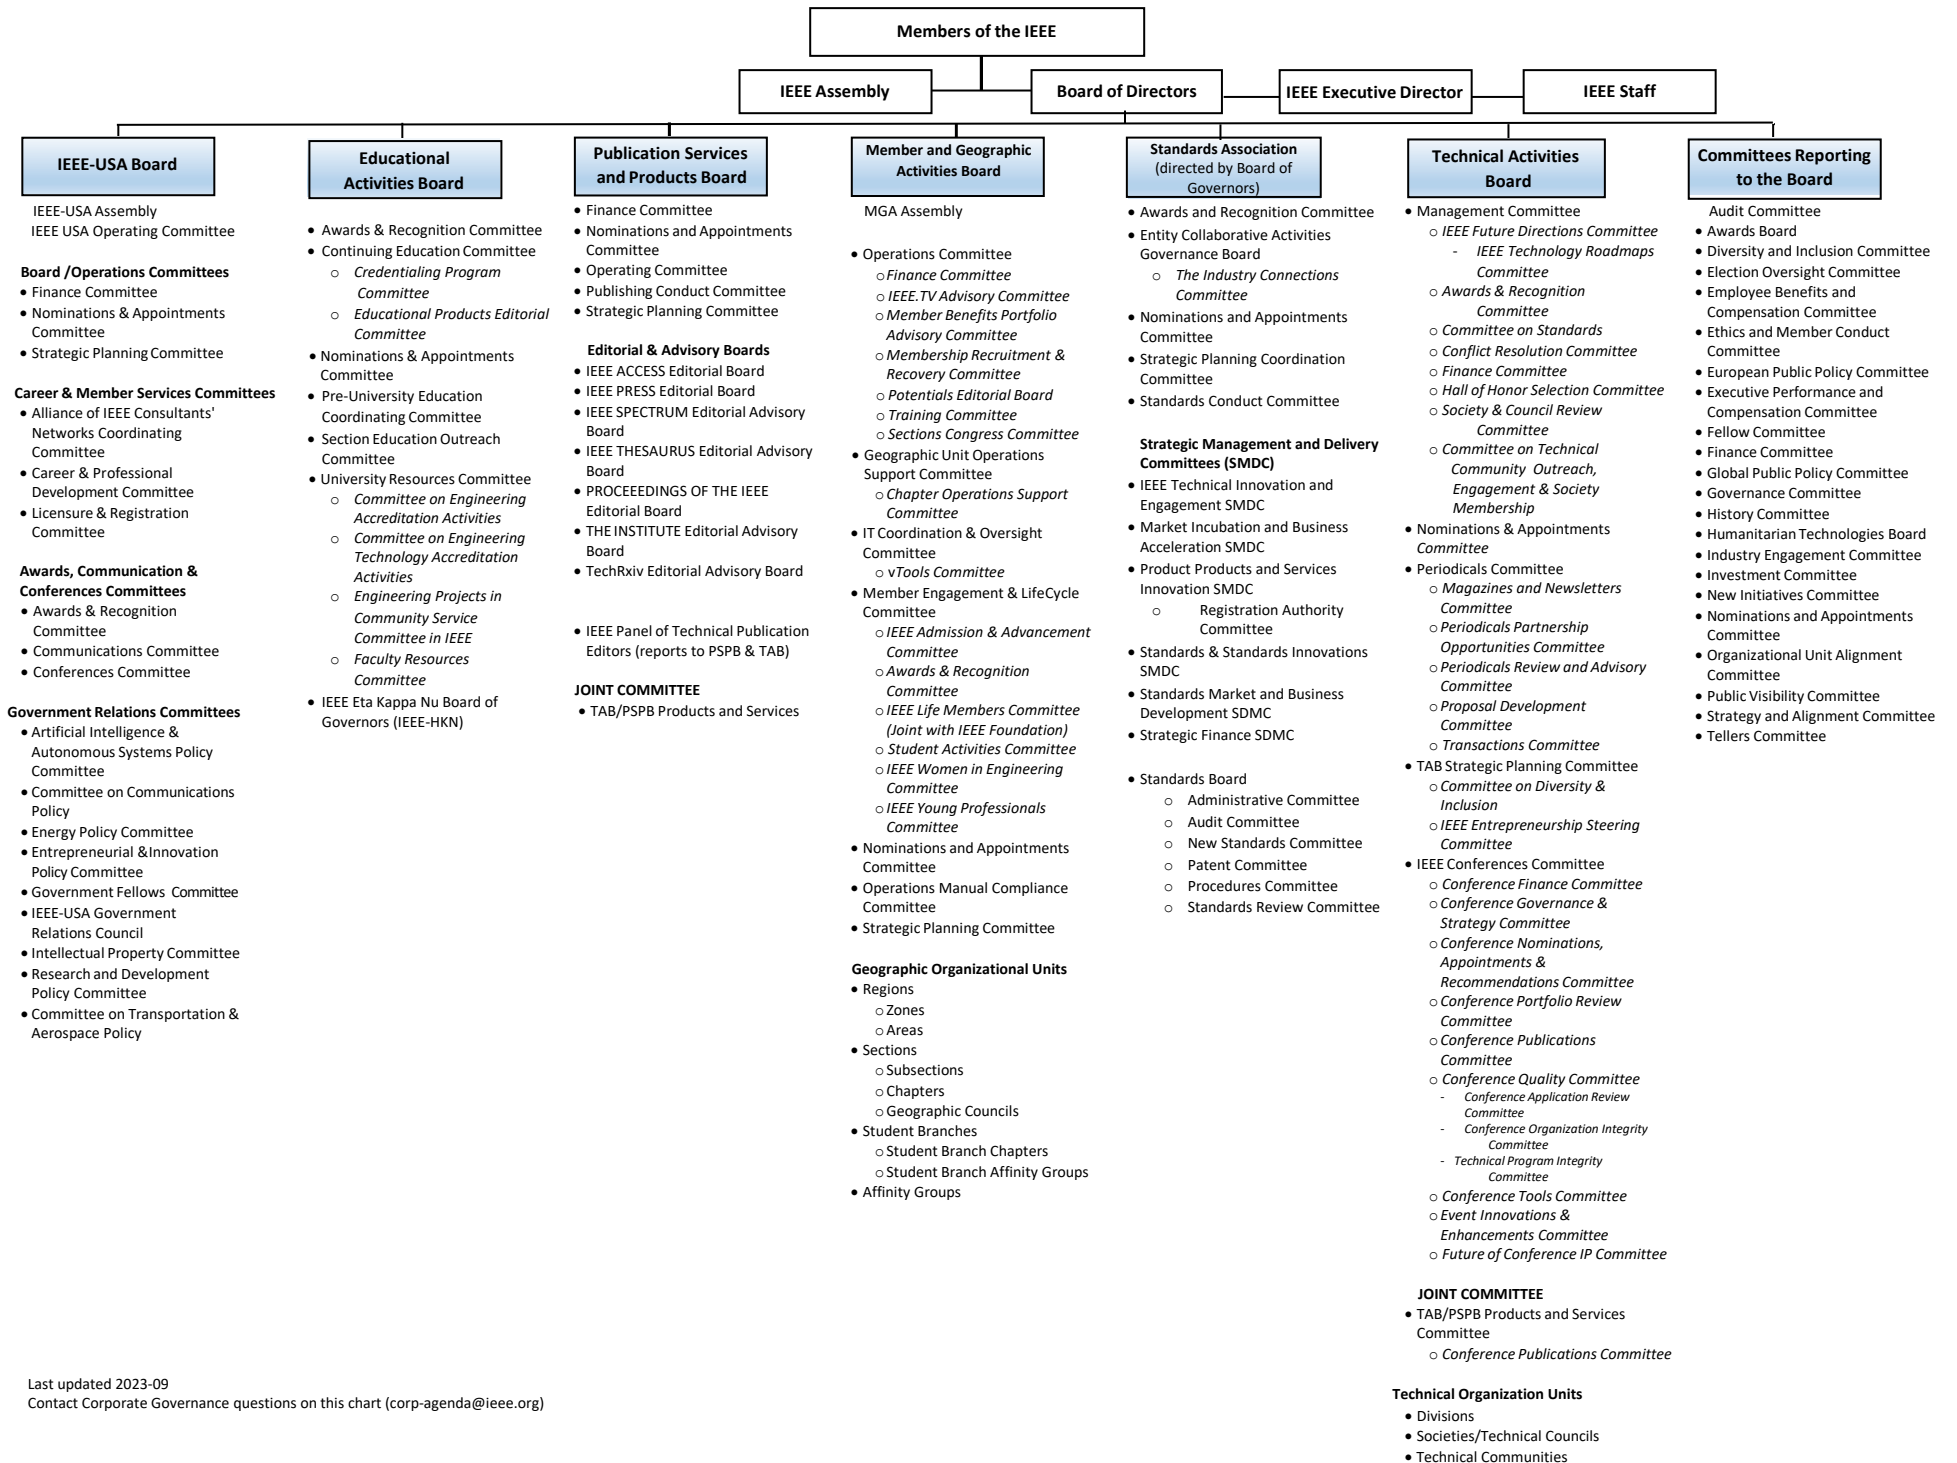 Members of the IEEE
IEEE Assembly
Board of Directors
IEEE Executive Director
IEEE Staff
IEEE-USA Board
IEEE-USA Assembly
IEEE USA Operating Committee
Board /Operations Committees
• Finance Committee
• Nominations & Appointments
Committee
• Strategic Planning Committee
Career & Member Services Committees
• Alliance of IEEE Consultants'
Networks Coordinating
Committee
• Career & Professional
Development Committee
• Licensure & Registration
Committee
Awards, Communication &
Conferences Committees
• Awards & Recognition
Committee
• Communications Committee
• Conferences Committee
Government Relations Committees
• Artificial Intelligence &
Autonomous Systems Policy
Committee
• Committee on Communications
Policy
• Energy Policy Committee
• Entrepreneurial &Innovation
Policy Committee
• Government Fellows Committee
• IEEE-USA Government
Relations Council
• Intellectual Property Committee
• Research and Development
Policy Committee
• Committee on Transportation &
Aerospace Policy
Educational
Activities Board
• Awards & Recognition Committee
• Continuing Education Committee
o Credentialing Program
Committee
o Educational Products Editorial
Committee
• Nominations & Appointments
Committee
• Pre-University Education
Coordinating Committee
• Section Education Outreach
Committee
• University Resources Committee
o Committee on Engineering
Accreditation Activities
o Committee on Engineering
Technology Accreditation
Activities
o Engineering Projects in
Community Service
Committee in IEEE
o Faculty Resources
Committee
• IEEE Eta Kappa Nu Board of
Governors (IEEE-HKN)
Publication Services
and Products Board
• Finance Committee
• Nominations and Appointments
Committee
• Operating Committee
• Publishing Conduct Committee
• Strategic Planning Committee
Editorial & Advisory Boards
• IEEE ACCESS Editorial Board
• IEEE PRESS Editorial Board
• IEEE SPECTRUM Editorial Advisory
Board
• IEEE THESAURUS Editorial Advisory
Board
• PROCEEEDINGS OF THE IEEE
Editorial Board
• THE INSTITUTE Editorial Advisory
Board
• TechRxiv Editorial Advisory Board
• IEEE Panel of Technical Publication
Editors (reports to PSPB & TAB)
JOINT COMMITTEE
• TAB/PSPB Products and Services
Member and Geographic
Activities Board
MGA Assembly
• Operations Committee
o Finance Committee
o IEEE.TV Advisory Committee
o Member Benefits Portfolio
Advisory Committee
o Membership Recruitment &
Recovery Committee
o Potentials Editorial Board
o Training Committee
o Sections Congress Committee
• Geographic Unit Operations
Support Committee
o Chapter Operations Support
Committee
• IT Coordination & Oversight
Committee
o vTools Committee
• Member Engagement & LifeCycle
Committee
o IEEE Admission & Advancement
Committee
o Awards & Recognition
Committee
o IEEE Life Members Committee
(Joint with IEEE Foundation)
o Student Activities Committee
o IEEE Women in Engineering
Committee
o IEEE Young Professionals
Committee
• Nominations and Appointments
Committee
• Operations Manual Compliance
Committee
• Strategic Planning Committee
Geographic Organizational Units
• Regions
o Zones
o Areas
• Sections
o Subsections
o Chapters
o Geographic Councils
• Student Branches
o Student Branch Chapters
o Student Branch Affinity Groups
• Affinity Groups
Standards Association
(directed by Board of
Governors)
• Awards and Recognition Committee
• Entity Collaborative Activities
Governance Board
o The Industry Connections
Committee
• Nominations and Appointments
Committee
• Strategic Planning Coordination
Committee
• Standards Conduct Committee
Strategic Management and Delivery
Committees (SMDC)
• IEEE Technical Innovation and
Engagement SMDC
• Market Incubation and Business
Acceleration SMDC
• Product Products and Services
Innovation SMDC
o Registration Authority
Committee
• Standards & Standards Innovations
SMDC
• Standards Market and Business
Development SDMC
• Strategic Finance SDMC
• Standards Board
o Administrative Committee
o Audit Committee
o New Standards Committee
o Patent Committee
o Procedures Committee
o Standards Review Committee
Technical Activities
Board
• Management Committee
o IEEE Future Directions Committee
- IEEE Technology Roadmaps
Committee
o Awards & Recognition
Committee
o Committee on Standards
o Conflict Resolution Committee
o Finance Committee
o Hall of Honor Selection Committee
o Society & Council Review
Committee
o Committee on Technical
Community Outreach,
Engagement & Society
Membership
• Nominations & Appointments
Committee
• Periodicals Committee
o Magazines and Newsletters
Committee
o Periodicals Partnership
Opportunities Committee
o Periodicals Review and Advisory
Committee
o Proposal Development
Committee
o Transactions Committee
• TAB Strategic Planning Committee
o Committee on Diversity &
Inclusion
o IEEE Entrepreneurship Steering
Committee
• IEEE Conferences Committee
o Conference Finance Committee
o Conference Governance &
Strategy Committee
o Conference Nominations,
Appointments &
Recommendations Committee
o Conference Portfolio Review
Committee
o Conference Publications
Committee
o Conference Quality Committee
- Conference Application Review
Committee
- Conference Organization Integrity
Committee
- Technical Program Integrity
Committee
o Conference Tools Committee
o Event Innovations &
Enhancements Committee
o Future of Conference IP Committee
JOINT COMMITTEE
• TAB/PSPB Products and Services
Committee
o Conference Publications Committee
Technical Organization Units
• Divisions
• Societies/Technical Councils
• Technical Communities
Committees Reporting
to the Board
Audit Committee
• Awards Board
• Diversity and Inclusion Committee
• Election Oversight Committee
• Employee Benefits and
Compensation Committee
• Ethics and Member Conduct
Committee
• European Public Policy Committee
• Executive Performance and
Compensation Committee
• Fellow Committee
• Finance Committee
• Global Public Policy Committee
• Governance Committee
• History Committee
• Humanitarian Technologies Board
• Industry Engagement Committee
• Investment Committee
• New Initiatives Committee
• Nominations and Appointments
Committee
• Organizational Unit Alignment
Committee
• Public Visibility Committee
• Strategy and Alignment Committee
• Tellers Committee
Last updated 2023-09
Contact Corporate Governance questions on this chart (corp-agenda@ieee.org)